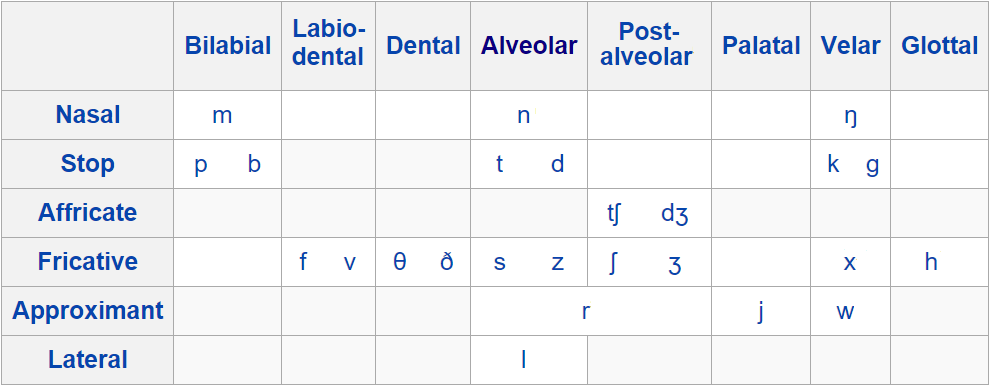 Bilabial Labio-dental Dental Alveolar Post-alveolar Palatal Velar Glottal
Nasal m n ŋ
Stop p b t d k g
Affricate tʃ dʒ
Fricative f v θ ð s z ʃ ʒ x h
Approximant r j w
Lateral l